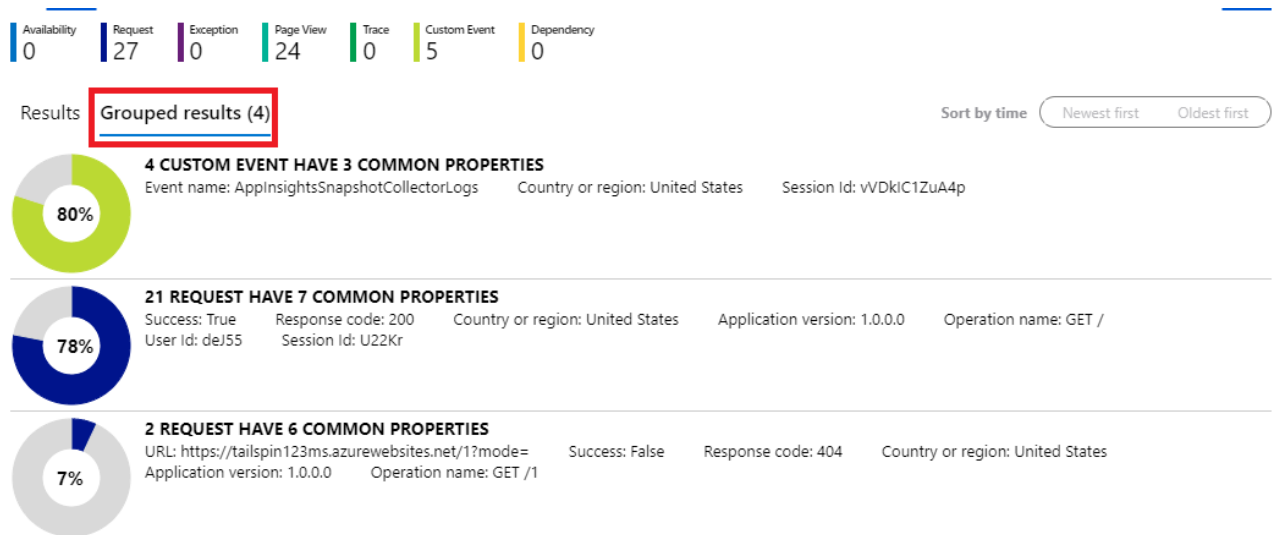 Availability Request Exception Page View Trace Custom Event Dependency
0 27 0 24 0 5 0
Results Grouped results (4) Sort by time Newest first Oldest first
4 CUSTOM EVENT HAVE 3 COMMON PROPERTIES
Event name: AppInsightsSnapshotCollectorLogs Country or region: United States Session Id: vVDkIC1ZuA4p
80%
21 REQUEST HAVE 7 COMMON PROPERTIES
Success: True Response code: 200 Country or region: United States Application version: 1.0.0.0 Operation name: GET /
User Id: deJ55 Session Id: U22Kr
78%
2 REQUEST HAVE 6 COMMON PROPERTIES
URL: https://tailspin123ms.azurewebsites.net/1?mode= Success: False Response code: 404 Country or region: United States
Application version: 1.0.0.0 Operation name: GET /1
7%